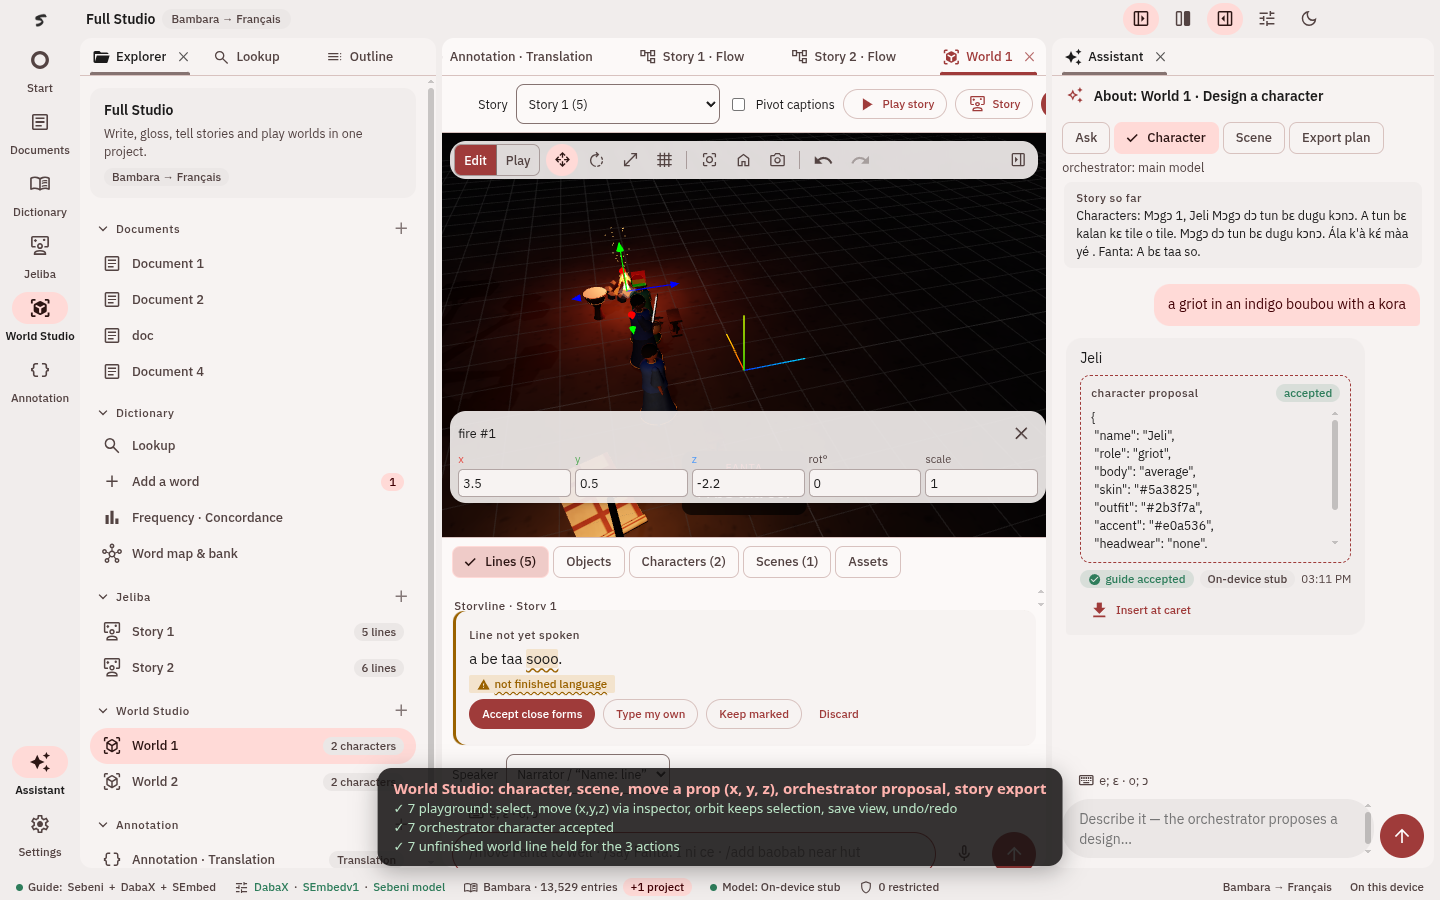 Full Studio
Bambara → Français
Start
Documents
Dictionary
Jeliba
World Studio
Annotation
Assistant
Settings
Explorer
Lookup
Outline
Full Studio
Write, gloss, tell stories and play worlds in one
project.
Bambara → Français
Documents
Document 1
Document 2
doc
Document 4
Dictionary
Lookup
Add a word
1
Frequency · Concordance
Word map & bank
Jeliba
Story 1
5 lines
Story 2
6 lines
World Studio
World 1
2 characters
World 2
2 characters
Annotation
Annotation · Translation
Translation
Annotation · Translation
Story 1 · Flow
Story 2 · Flow
World 1
Story
Story 1 (5)
Pivot captions
Play story
Story
Edit
Play
fire #1
x
y
z
rot°
scale
3.5
0.5
-2.2
0
1
Lines (5)
Objects
Characters (2)
Scenes (1)
Assets
Storyline · Story 1
Line not yet spoken
a be taa sooo.
not finished language
Accept close forms
Type my own
Keep marked
Discard
Speaker
Narrator / "Name: line"
World Studio: character, scene, move a prop (x, y, z), orchestrator proposal, story export
✓ 7 playground: select, move (x,y,z) via inspector, orbit keeps selection, save view, undo/redo
✓ 7 orchestrator character accepted
✓ 7 unfinished world line held for the 3 actions
Assistant
About: World 1 · Design a character
Ask
Character
Scene
Export plan
orchestrator: main model
Story so far
Characters: Mɔgɔ 1, Jeli Mɔgɔ dɔ tun bɛ dugu kɔnɔ. A tun bɛ
kalan kɛ tile o tile. Mɔgɔ dɔ tun bɛ dugu kɔnɔ. Ála k'à kɛ́ màa
yé . Fanta: A bɛ taa so.
a griot in an indigo boubou with a kora
Jeli
character proposal
accepted
{
"name": "Jeli",
"role": "griot",
"body": "average",
"skin": "#5a3825",
"outfit": "#2b3f7a",
"accent": "#e0a536",
"headwear": "none",
guide accepted
On-device stub
03:11 PM
Insert at caret
e; ɛ · o; ɔ
Describe it — the orchestrator proposes a
design...
Guide: Sebeni + DabaX + SEmbed
DabaX · SEmbedv1 · Sebeni model
Bambara · 13,529 entries
+1 project
Model: On-device stub
0 restricted
Bambara → Français
On this device